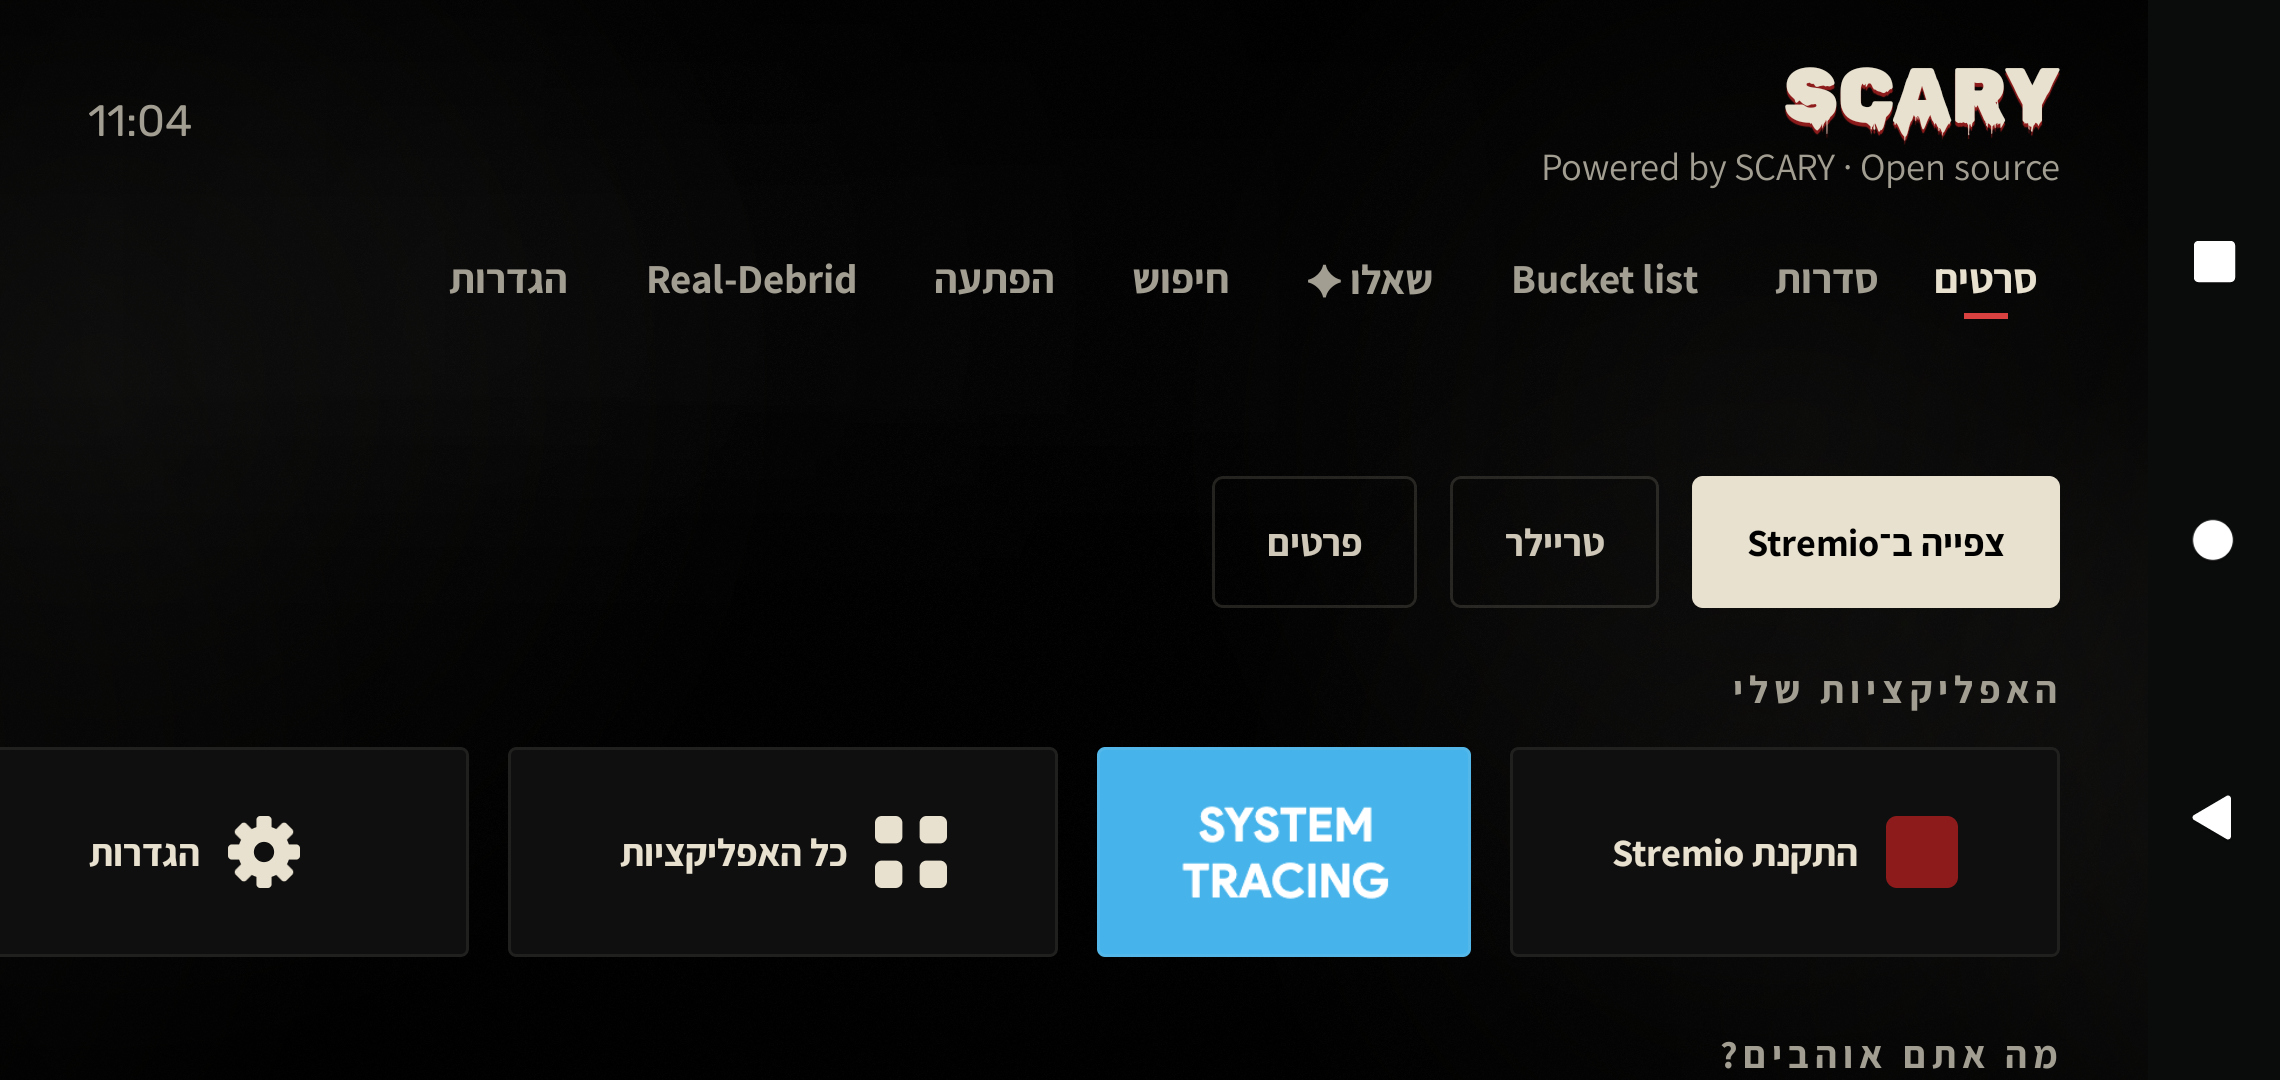 SCARY
11:04
Powered by SCARY · Open source
סרטים סדרות Bucket list שאלו ✦ חיפוש הפתעה Real-Debrid הגדרות
צפייה ב־Stremio טריילר פרטים
האפליקציות שלי
התקנת Stremio
SYSTEM
TRACING
כל האפליקציות
הגדרות
מה אתם אוהבים?